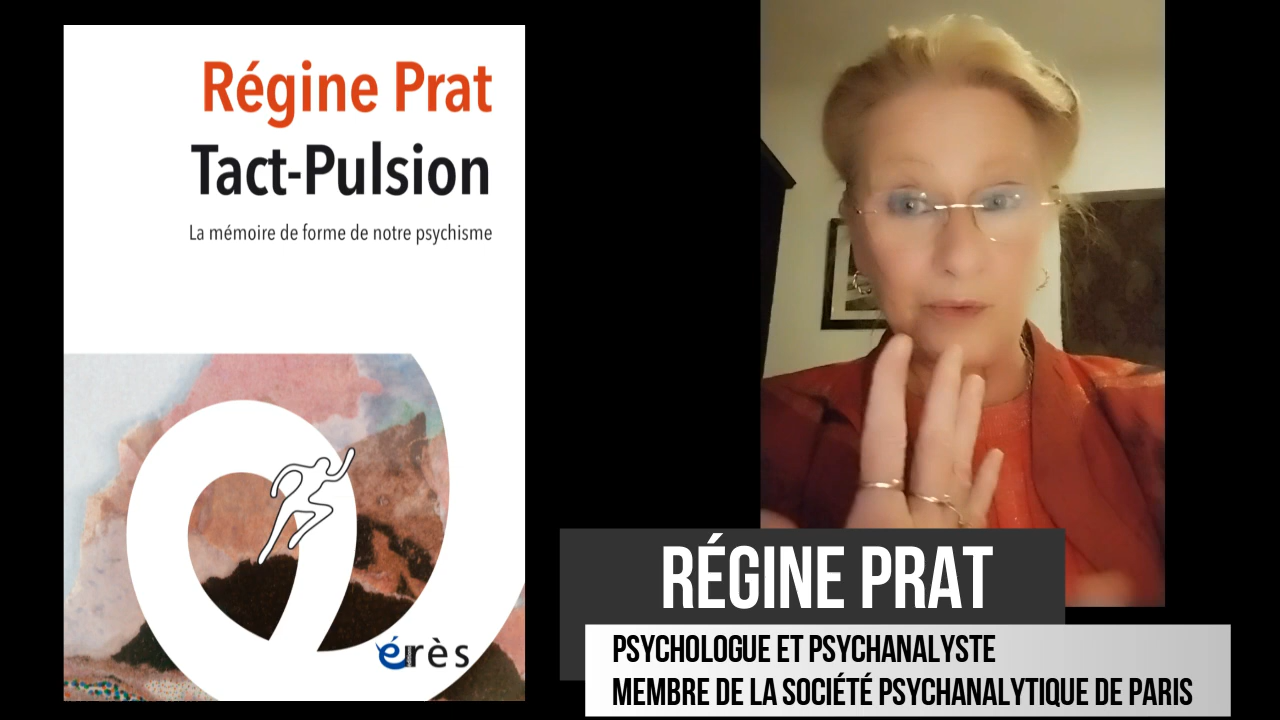 Régine Prat
Tact-Pulsion
La mémoire de forme de notre psychisme
érès
RÉGINE PRAT
PSYCHOLOGUE ET PSYCHANALYSTE
MEMBRE DE LA SOCIÉTÉ PSYCHANALYTIQUE DE PARIS